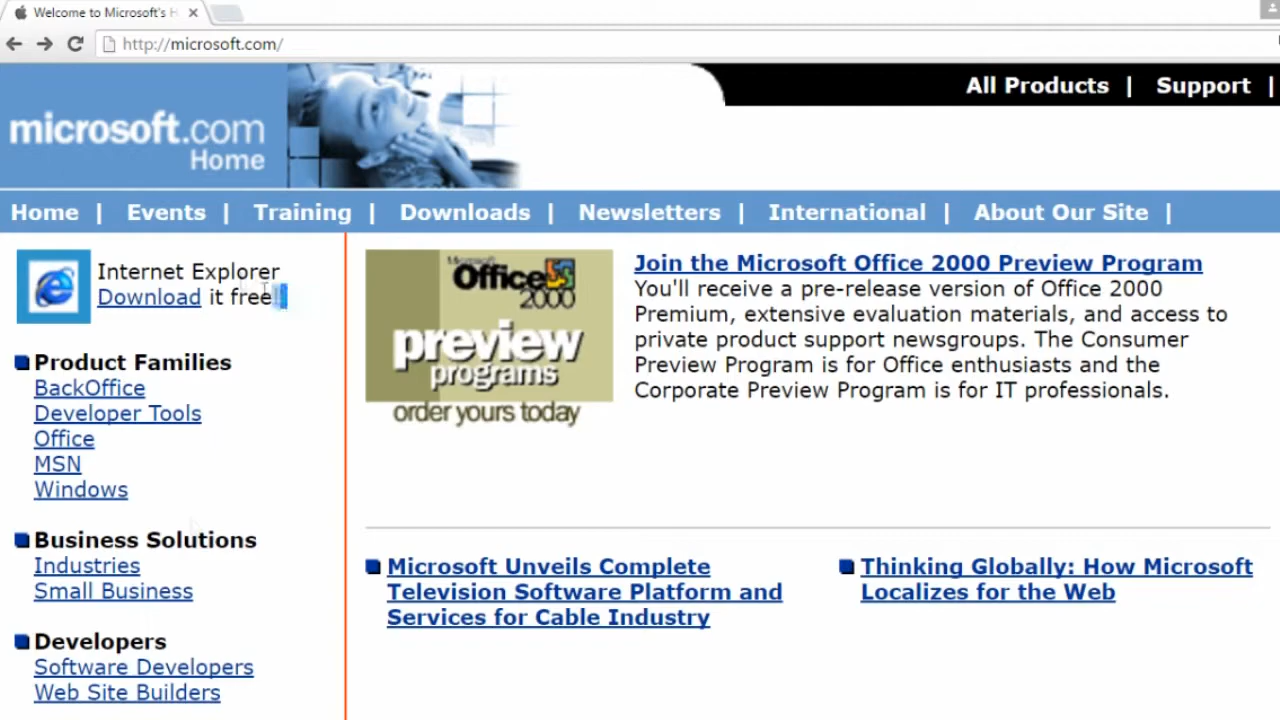 Welcome to Microsoft's H
http://microsoft.com/
All Products | Support |
microsoft.com
Home
Home | Events | Training | Downloads | Newsletters | International | About Our Site |
Internet Explorer
Download it free!
Product Families
BackOffice
Developer Tools
Office
MSN
Windows
Business Solutions
Industries
Small Business
Developers
Software Developers
Web Site Builders
Microsoft
Office
2000
preview
programs
order yours today
Join the Microsoft Office 2000 Preview Program
You'll receive a pre-release version of Office 2000
Premium, extensive evaluation materials, and access to
private product support newsgroups. The Consumer
Preview Program is for Office enthusiasts and the
Corporate Preview Program is for IT professionals.
Microsoft Unveils Complete
Television Software Platform and
Services for Cable Industry
Thinking Globally: How Microsoft
Localizes for the Web